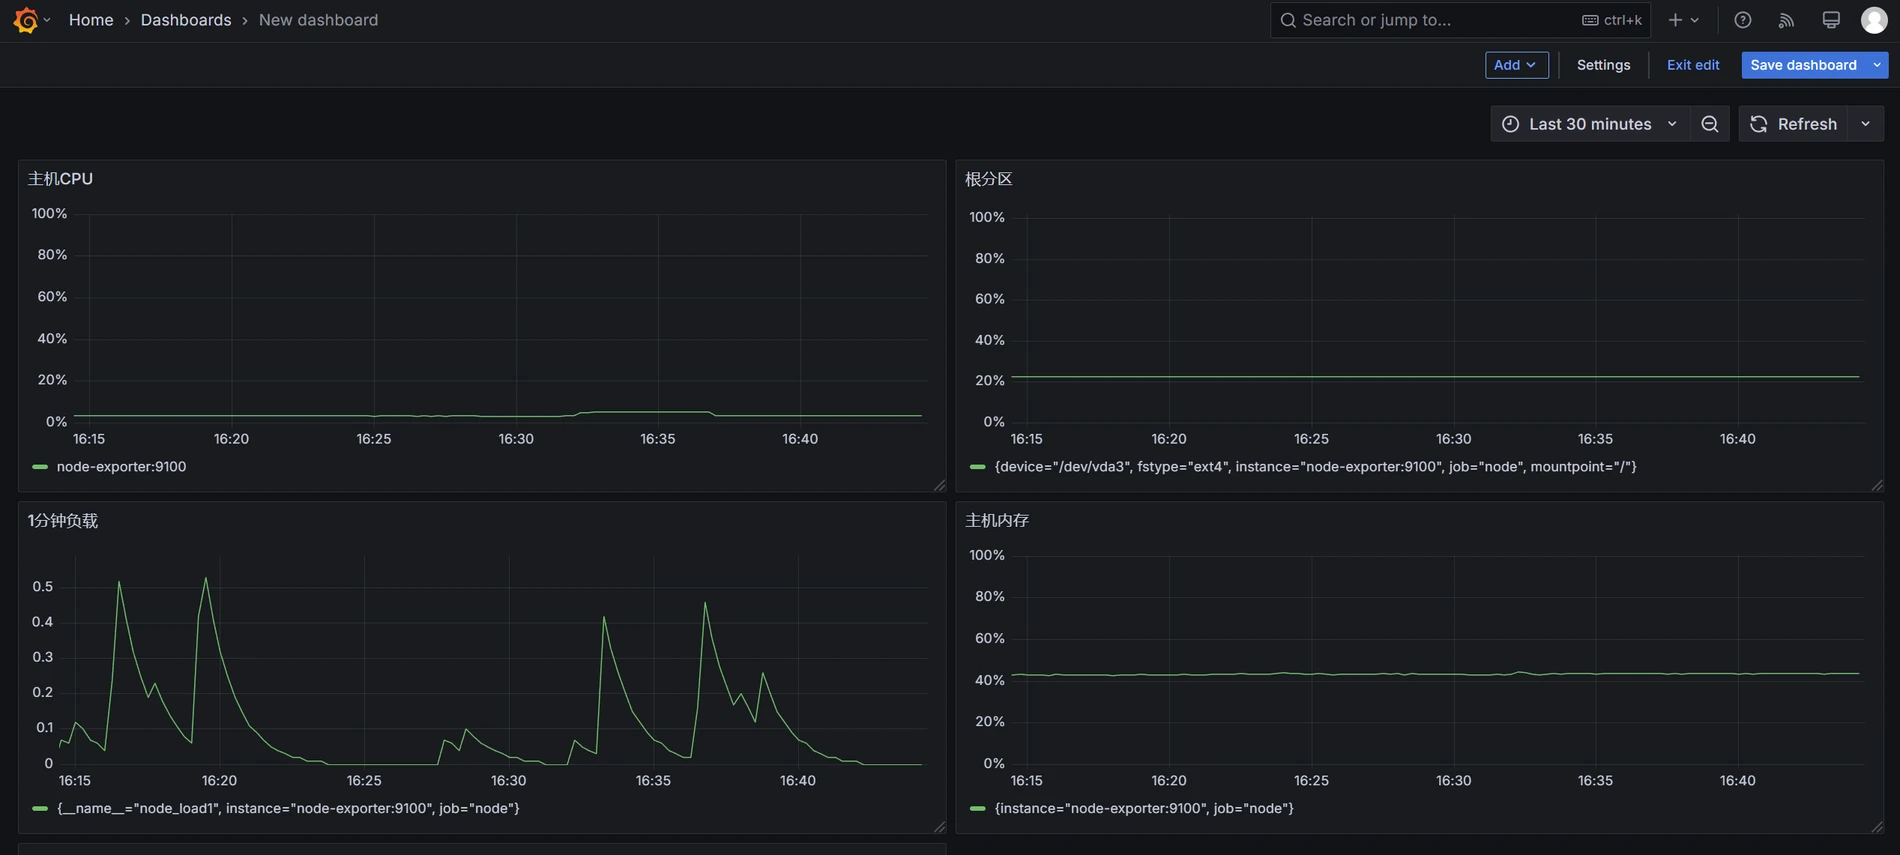 Home › Dashboards › New dashboard
Search or jump to... ctrl+k
Add Settings Exit edit Save dashboard
Last 30 minutes Refresh
主机CPU
100%
80%
60%
40%
20%
0%
16:15 16:20 16:25 16:30 16:35 16:40
node-exporter:9100
根分区
100%
80%
60%
40%
20%
0%
16:15 16:20 16:25 16:30 16:35 16:40
{device="/dev/vda3", fstype="ext4", instance="node-exporter:9100", job="node", mountpoint="/"}
1分钟负载
0.5
0.4
0.3
0.2
0.1
0
16:15 16:20 16:25 16:30 16:35 16:40
{__name__="node_load1", instance="node-exporter:9100", job="node"}
主机内存
100%
80%
60%
40%
20%
0%
16:15 16:20 16:25 16:30 16:35 16:40
{instance="node-exporter:9100", job="node"}